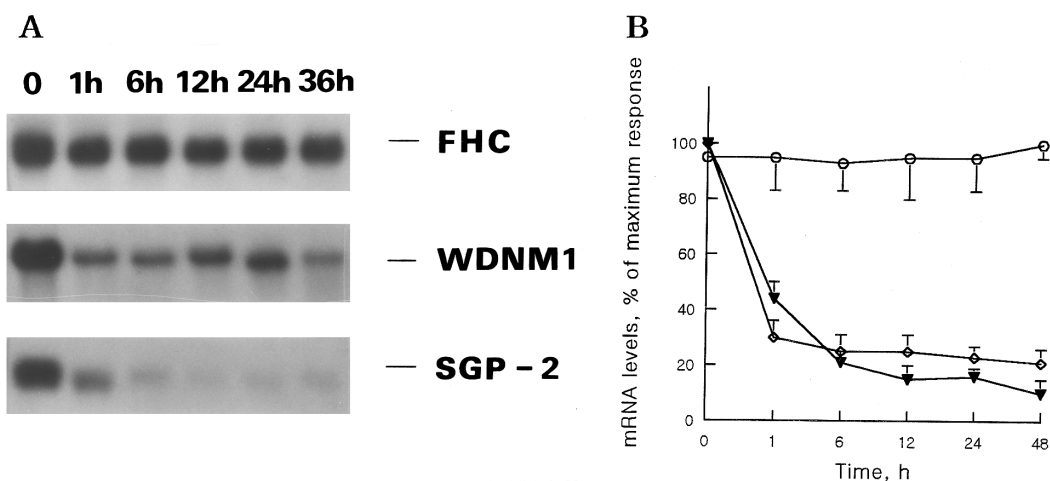 A
0 1h 6h 12h 24h 36h
FHC
WDNM1
SGP-2
B
mRNA levels, % of maximum response
100
80
60
40
20
0
0 1 6 12 24 48
Time, h